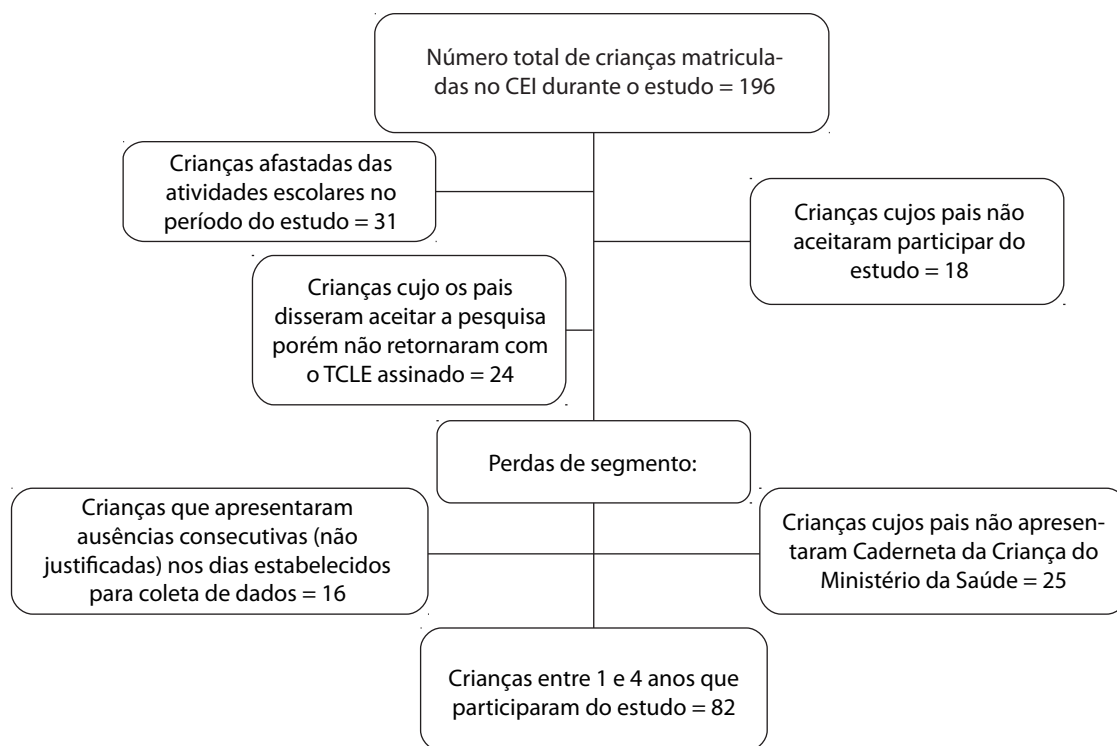 Número total de crianças matricula-
das no CEI durante o estudo = 196
Crianças afastadas das
atividades escolares no
período do estudo = 31
Crianças cujos pais não
aceitaram participar do
estudo = 18
Crianças cujo os pais
disseram aceitar a pesquisa
porém não retornaram com
o TCLE assinado = 24
Perdas de segmento:
Crianças que apresentaram
ausências consecutivas (não
justificadas) nos dias estabelecidos
para coleta de dados = 16
Crianças cujos pais não apresen-
taram Caderneta da Criança do
Ministério da Saúde = 25
Crianças entre 1 e 4 anos que
participaram do estudo = 82